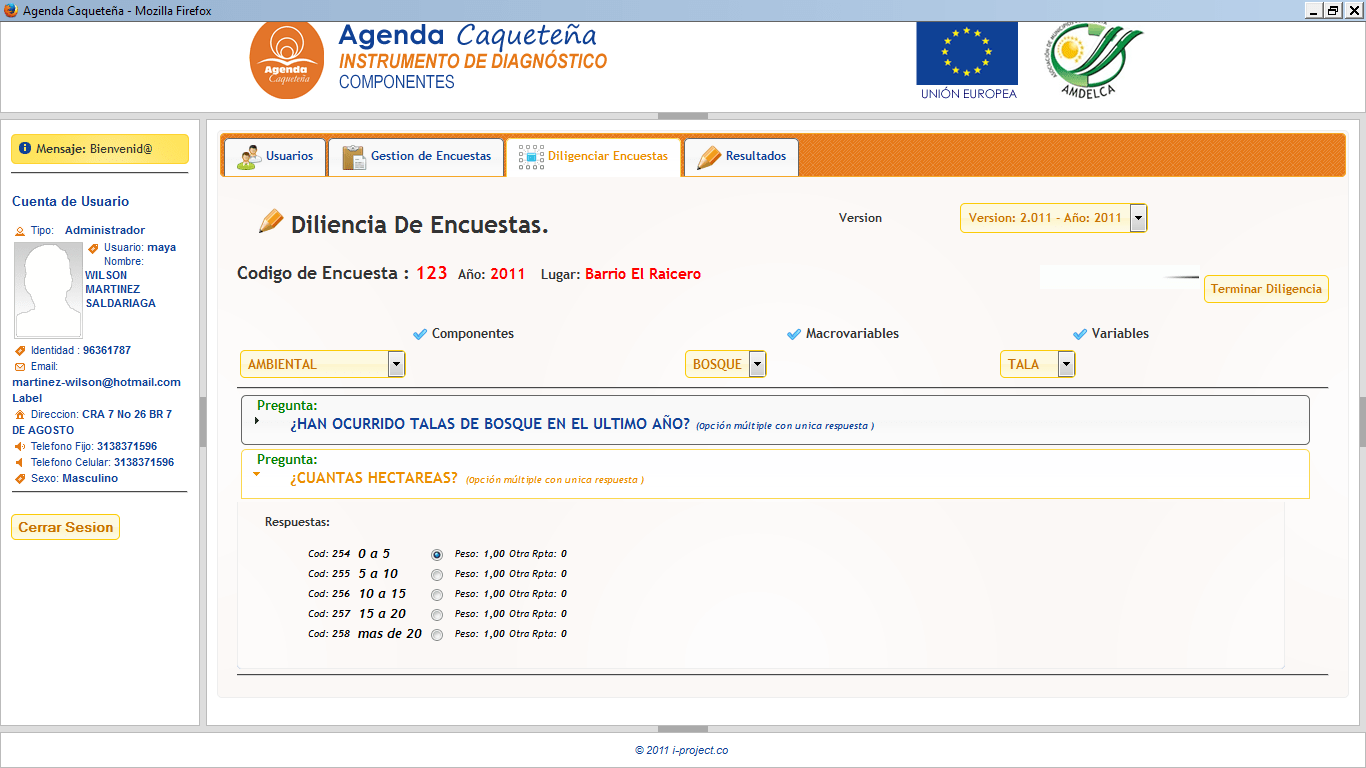 Agenda Caqueteña - Mozilla Firefox
Agenda Caqueteña
INSTRUMENTO DE DIAGNÓSTICO
COMPONENTES
Agenda
Caqueteña
UNIÓN EUROPEA
AMDELCA
Mensaje: Bienvenid@
Cuenta de Usuario
Tipo: Administrador
Usuario: maya
Nombre:
WILSON
MARTINEZ
SALDARIAGA
Identidad : 96361787
Email:
martinez-wilson@hotmail.com
Label
Direccion: CRA 7 No 26 BR 7
DE AGOSTO
Telefono Fijo: 3138371596
Telefono Celular: 3138371596
Sexo: Masculino
Cerrar Sesion
Usuarios
Gestion de Encuestas
Diligenciar Encuestas
Resultados
Diliencia De Encuestas.
Version
Version: 2.011 - Año: 2011
Codigo de Encuesta : 123 Año: 2011 Lugar: Barrio El Raicero
Terminar Diligencia
Componentes
Macrovariables
Variables
AMBIENTAL
BOSQUE
TALA
Pregunta:
¿HAN OCURRIDO TALAS DE BOSQUE EN EL ULTIMO AÑO? (Opción múltiple con unica respuesta )
Pregunta:
¿CUANTAS HECTAREAS? (Opción múltiple con unica respuesta )
Respuestas:
Cod: 254 0 a 5 Peso: 1,00 Otra Rpta: 0
Cod: 255 5 a 10 Peso: 1,00 Otra Rpta: 0
Cod: 256 10 a 15 Peso: 1,00 Otra Rpta: 0
Cod: 257 15 a 20 Peso: 1,00 Otra Rpta: 0
Cod: 258 mas de 20 Peso: 1,00 Otra Rpta: 0
© 2011 i-project.co